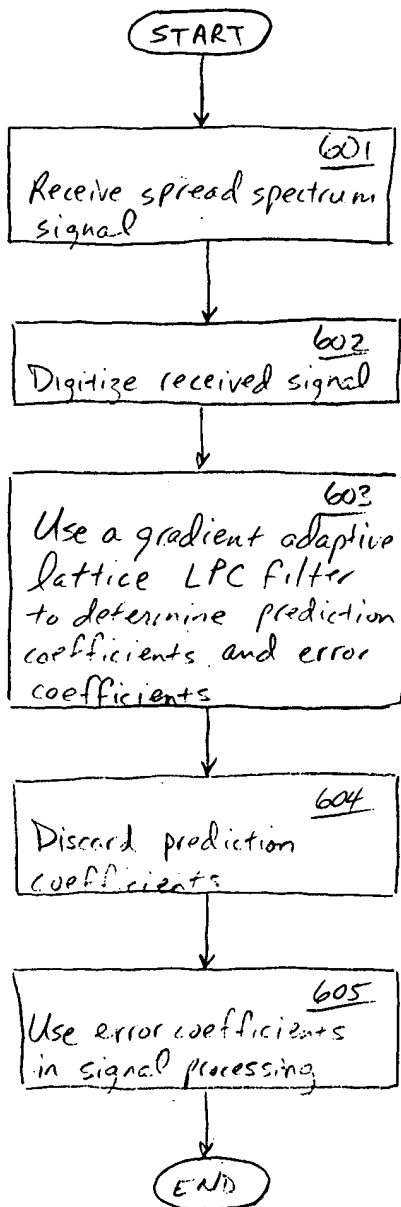 START
601
Receive spread spectrum
signal
602
Digitize received signal
603
Use a gradient adaptive
lattice LPC filter
to determine prediction
coefficients and error
coefficients
604
Discard prediction
coefficients
605
Use error coefficients
in signal processing
END